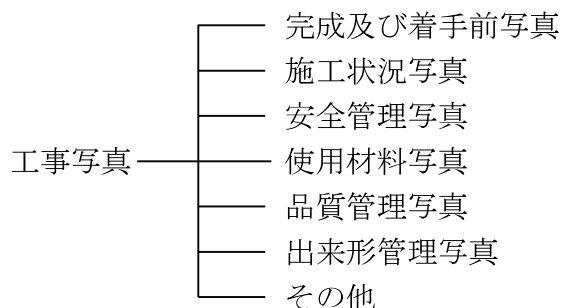 完成及び着手前写真
施工状況写真
安全管理写真
工事写真
使用材料写真
品質管理写真
出来形管理写真
その他